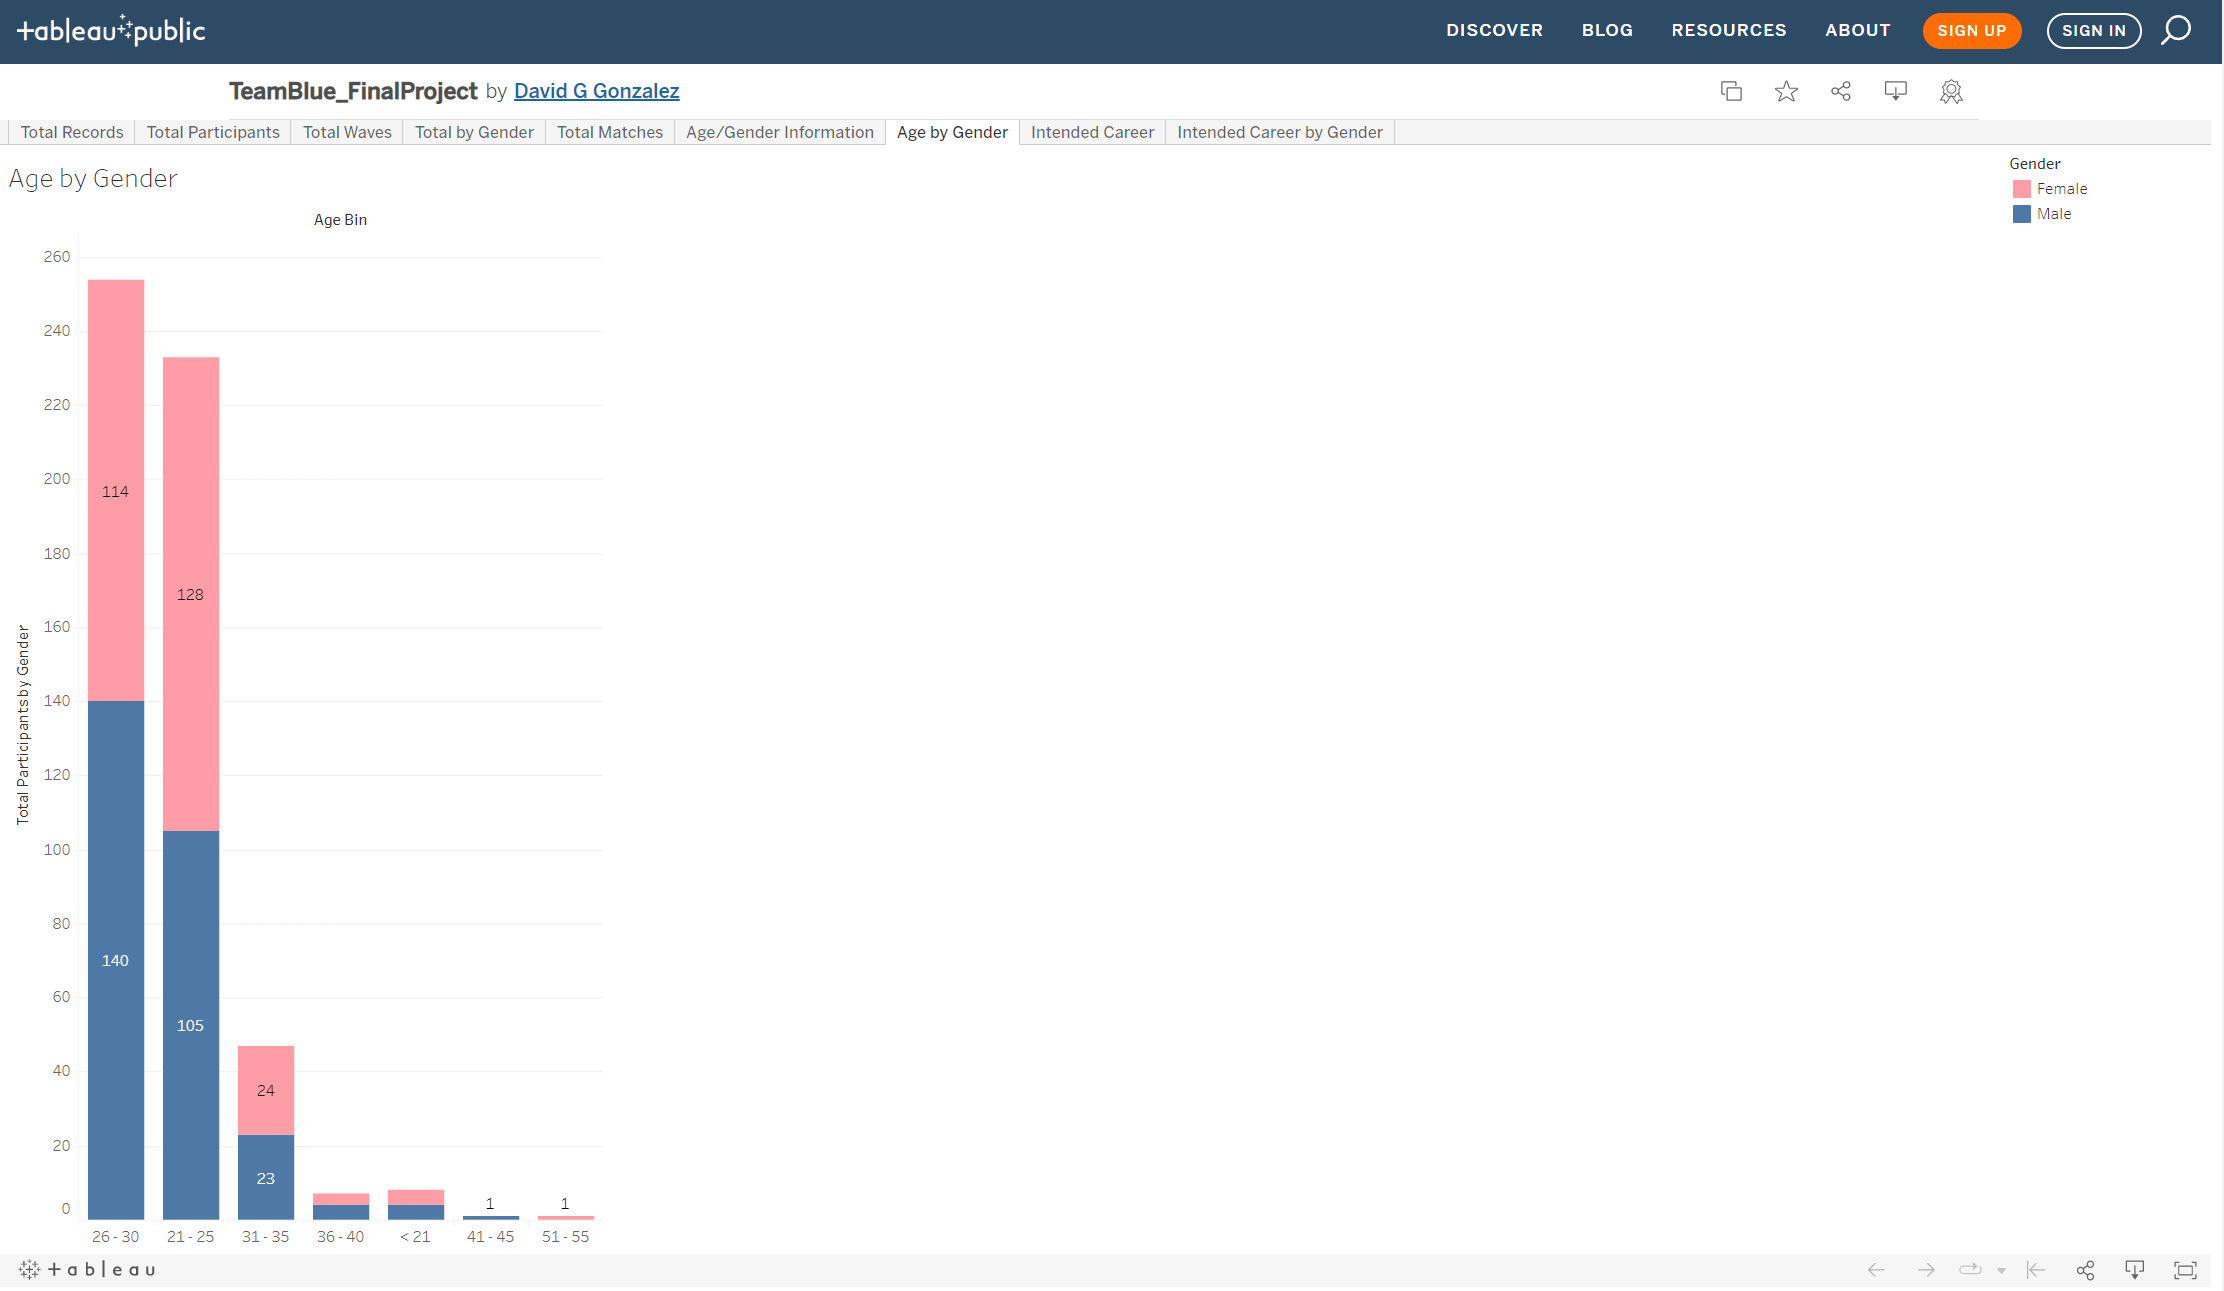 +ableau+public
DISCOVER BLOG RESOURCES ABOUT SIGN UP SIGN IN
TeamBlue_FinalProject by David G Gonzalez
Total Records Total Participants Total Waves Total by Gender Total Matches Age/Gender Information Age by Gender Intended Career Intended Career by Gender
Age by Gender
Gender
Female
Male
Age Bin
Total Participants by Gender
260
240
220
200
180
160
140
120
100
80
60
40
20
0
114
128
140
105
24
23
1 1
26 - 30 21 - 25 31 - 35 36 - 40 < 21 41 - 45 51 - 55
+ableau